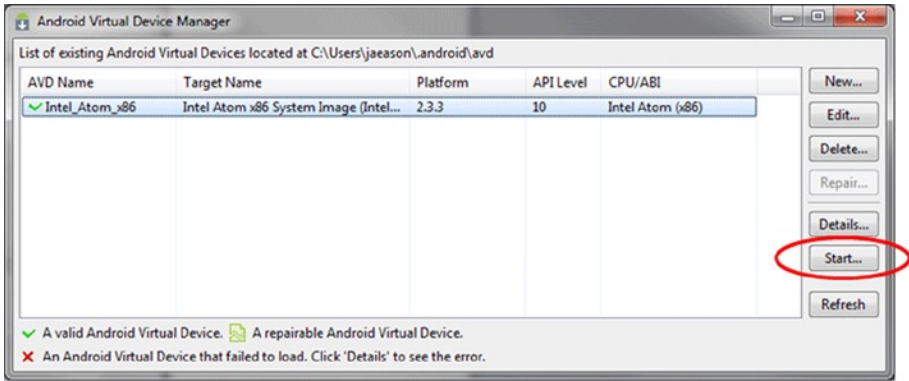 Android Virtual Device Manager
List of existing Android Virtual Devices located at C:\Users\jaeason\.android\avd
AVD Name Target Name Platform API Level CPU/ABI
Intel_Atom_x86 Intel Atom x86 System Image (Intel... 2.3.3 10 Intel Atom (x86)
New...
Edit...
Delete...
Repair...
Details...
Start...
Refresh
A valid Android Virtual Device. A repairable Android Virtual Device.
An Android Virtual Device that failed to load. Click 'Details' to see the error.